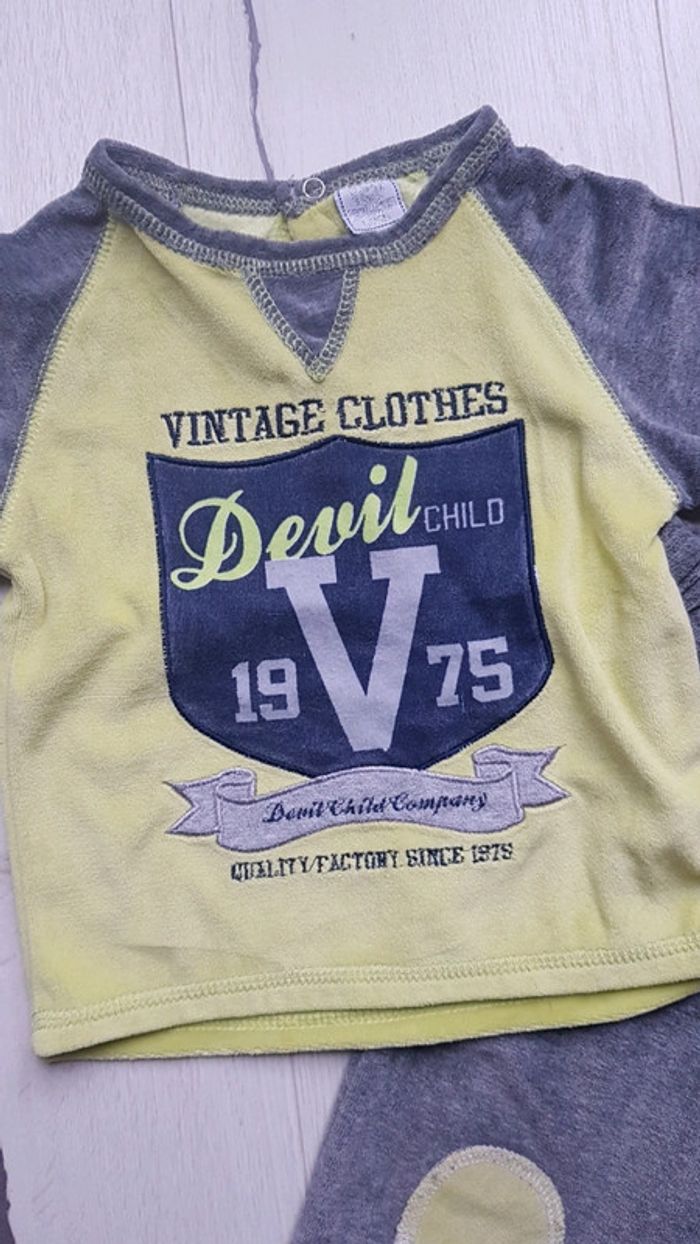 VINTAGE CLOTHES
Devil CHILD
V
19 75
Devil Child Company
QUALITY/FACTORY SINCE 1975